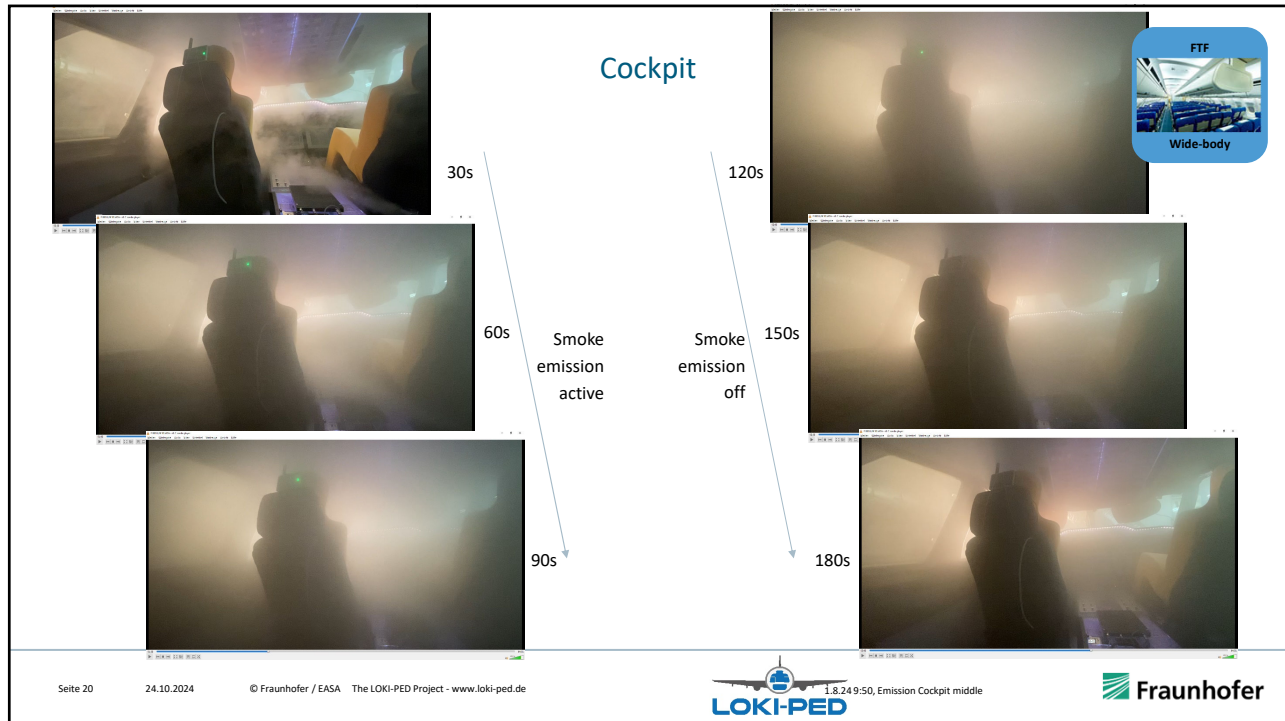 Cockpit
FTF
Wide-body
30s
60s
90s
Smoke
emission
active
120s
150s
180s
Smoke
emission
off
Seite 20
24.10.2024
© Fraunhofer / EASA The LOKI-PED Project - www.loki-ped.de
LOKI-PED
1.8.24 9:50, Emission Cockpit middle
Fraunhofer